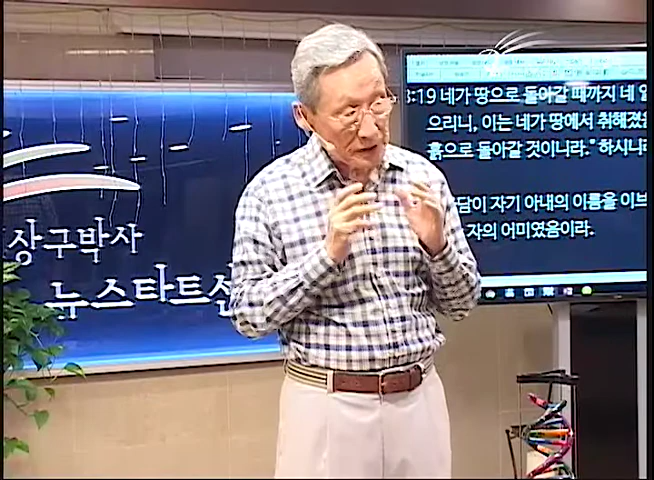 3:19 네가 땅으로 돌아갈 때까지 네
으리니, 이는 네가 땅에서 취해졌
흙으로 돌아갈 것이니라." 하시니
담이 자기 아내의 이름을 이브
자의 어미였음이라.
상구박사
뉴스타트